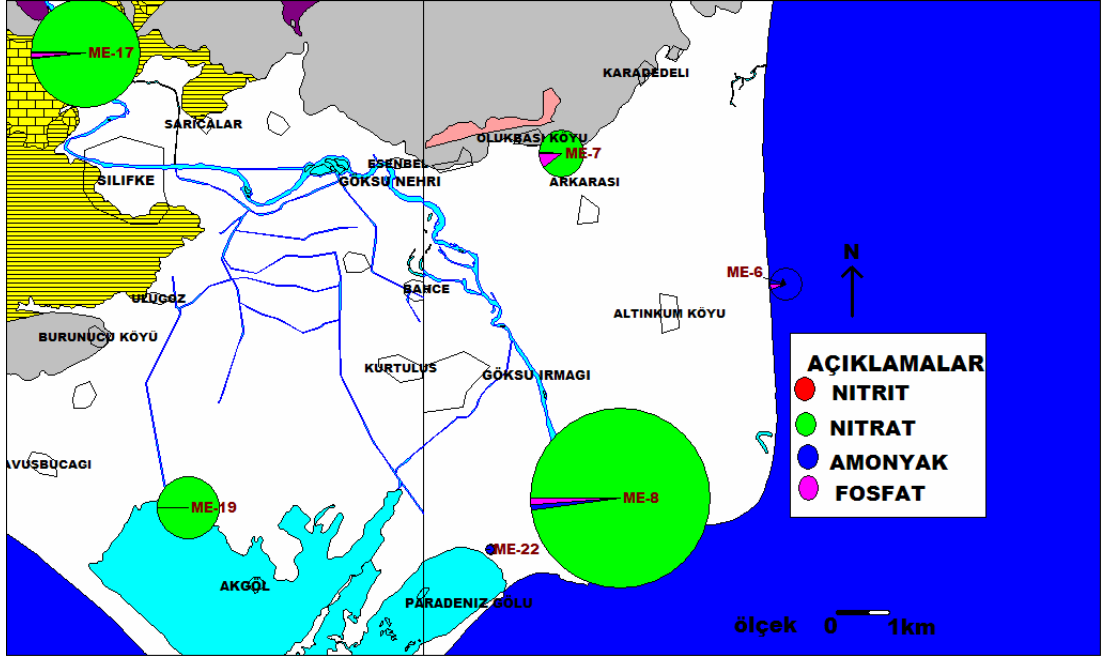 ME-17
KARADEDELI
SARICALAR
OLUKBASI KÖYU
ME-7
ESENBEL
SILIFKE
GÖKSU NEHRI
ARKARASI
N
ME-6
BAHCE
ULUGÖZ
ALTINKUM KÖYU
BURUNUCU KÖYÜ
KURTULUS
GÖKSU IRMAGI
AÇIKLAMALAR
NITRIT
NITRAT
AMONYAK
FOSFAT
AVUSBUCAGI
ME-19
ME-8
ME-22
AKGÖL
PARADENIZ GÖLU
ölçek 0 1km